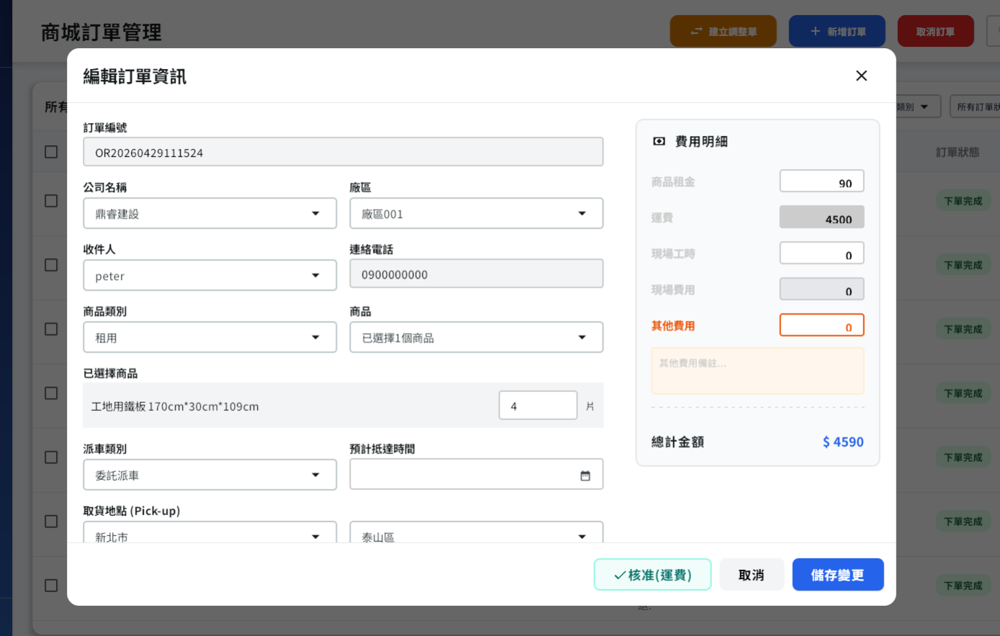 商城訂單管理
建立調整單
新增訂單
取消訂單
編輯訂單資訊
所有
類別
所有訂單狀
訂單狀態
訂單編號
OR20260429111524
公司名稱
廠區
鼎睿建設
廠區001
收件人
連絡電話
peter
0900000000
商品類別
商品
租用
已選擇1個商品
已選擇商品
工地用鐵板 170cm*30cm*109cm
4
片
派車類別
預計抵達時間
委託派車
取貨地點 (Pick-up)
新北市
泰山區
費用明細
商品租金
90
運費
4500
現場工時
0
現場費用
0
其他費用
0
其他費用備註...
總計金額
$ 4590
核准(運費)
取消
儲存變更
下單完成
下單完成
下單完成
下單完成
下單完成
下單完成
下單完成